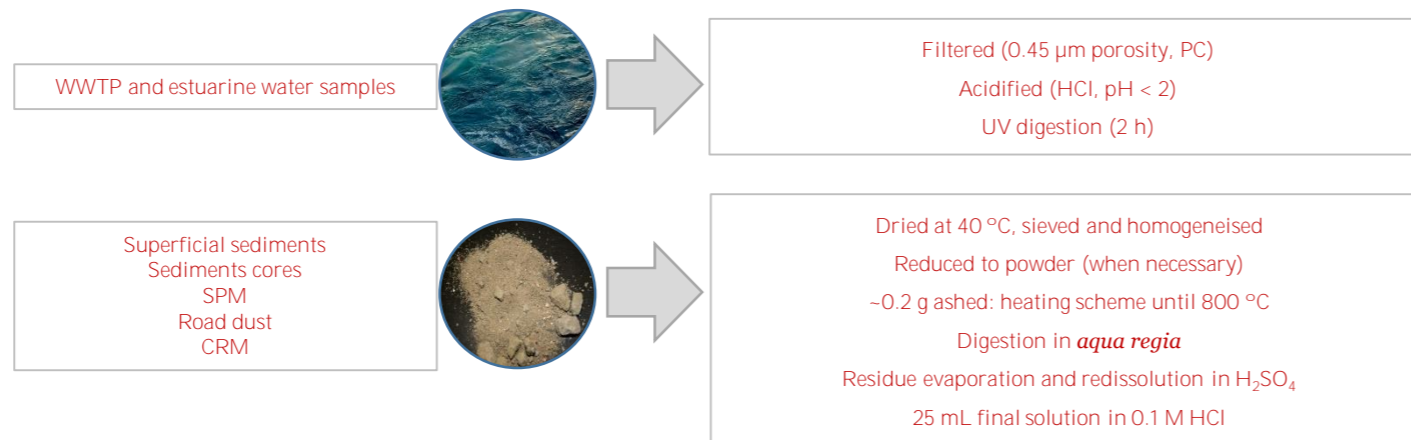 WWTP and estuarine water samples
Filtered (0.45 µm porosity, PC)
Acidified (HCl, pH < 2)
UV digestion (2 h)
Superficial sediments
Sediments cores
SPM
Road dust
CRM
Dried at 40 ºC, sieved and homogeneised
Reduced to powder (when necessary)
~0.2 g ashed: heating scheme until 800 ºC
Digestion in aqua regia
Residue evaporation and redissolution in H₂SO₄
25 mL final solution in 0.1 M HCl